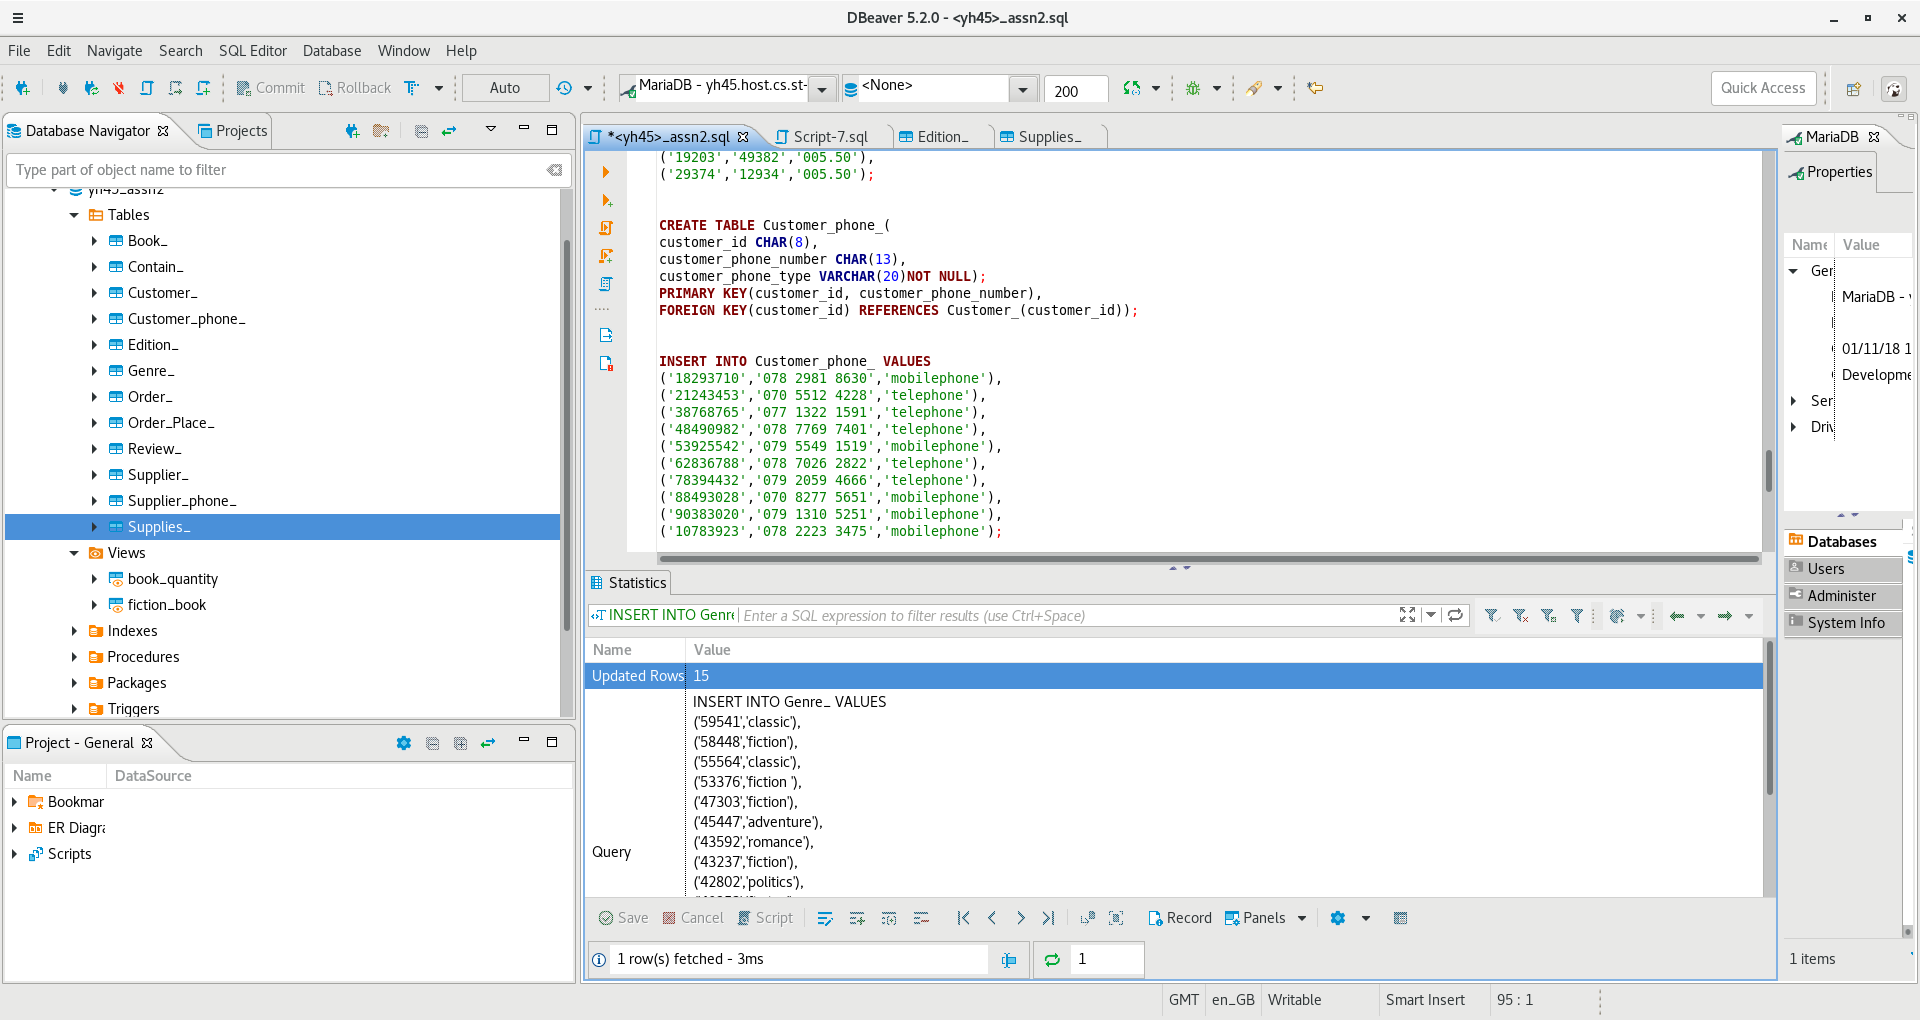 DBeaver 5.2.0 - <yh45>_assn2.sql
File Edit Navigate Search SQL Editor Database Window Help
Commit Rollback Auto MariaDB - yh45.host.cs.st- <None> 200 Quick Access
Database Navigator Projects
Type part of object name to filter
yh45_assn2
Tables
Book_
Contain_
Customer_
Customer_phone_
Edition_
Genre_
Order_
Order_Place_
Review_
Supplier_
Supplier_phone_
Supplies_
Views
book_quantity
fiction_book
Indexes
Procedures
Packages
Triggers
Project - General
Name DataSource
Bookmar
ER Diagra
Scripts
*<yh45>_assn2.sql Script-7.sql Edition_ Supplies_
('19203','49382','005.50'),
('29374','12934','005.50');
CREATE TABLE Customer_phone_(
customer_id CHAR(8),
customer_phone_number CHAR(13),
customer_phone_type VARCHAR(20)NOT NULL);
PRIMARY KEY(customer_id, customer_phone_number),
FOREIGN KEY(customer_id) REFERENCES Customer_(customer_id));
INSERT INTO Customer_phone_ VALUES
('18293710','078 2981 8630','mobilephone'),
('21243453','070 5512 4228','telephone'),
('38768765','077 1322 1591','telephone'),
('48490982','078 7769 7401','telephone'),
('53925542','079 5549 1519','mobilephone'),
('62836788','078 7026 2822','telephone'),
('78394432','079 2059 4666','telephone'),
('88493028','070 8277 5651','mobilephone'),
('90383020','079 1310 5251','mobilephone'),
('10783923','078 2223 3475','mobilephone');
Statistics
INSERT INTO Genre Enter a SQL expression to filter results (use Ctrl+Space)
Name Value
Updated Rows 15
Query
INSERT INTO Genre_ VALUES
('59541','classic'),
('58448','fiction'),
('55564','classic'),
('53376','fiction '),
('47303','fiction'),
('45447','adventure'),
('43592','romance'),
('43237','fiction'),
('42802','politics'),
Save Cancel Script Record Panels
1 row(s) fetched - 3ms 1
MariaDB
Properties
Name Value
Ger
MariaDB -
01/11/18 1
Developme
Ser
Driv
Databases
Users
Administer
System Info
1 items
GMT en_GB Writable Smart Insert 95 : 1